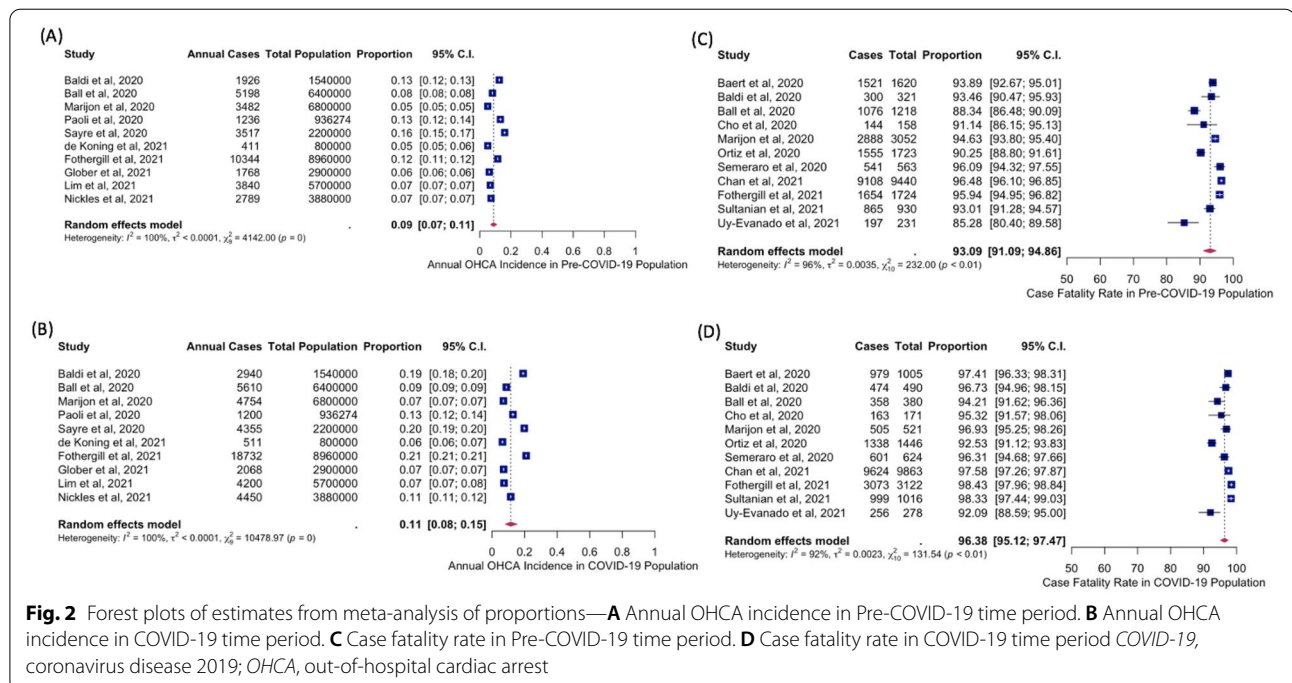 (A)
Study Annual Cases Total Population Proportion 95% C.I.
Baldi et al, 2020 1926 1540000 0.13 [0.12; 0.13]
Ball et al, 2020 5198 6400000 0.08 [0.08; 0.08]
Marijon et al, 2020 3482 6800000 0.05 [0.05; 0.05]
Paoli et al, 2020 1236 936274 0.13 [0.12; 0.14]
Sayre et al, 2020 3517 2200000 0.16 [0.15; 0.17]
de Koning et al, 2021 411 800000 0.05 [0.05; 0.06]
Fothergill et al, 2021 10344 8960000 0.12 [0.11; 0.12]
Glober et al, 2021 1768 2900000 0.06 [0.06; 0.06]
Lim et al, 2021 3840 5700000 0.07 [0.07; 0.07]
Nickles et al, 2021 2789 3880000 0.07 [0.07; 0.07]
Random effects model . 0.09 [0.07; 0.11]
Heterogeneity: I² = 100%, τ² < 0.0001, χ²₉ = 4142.00 (p = 0)
0 0.2 0.4 0.6 0.8 1
Annual OHCA Incidence in Pre-COVID-19 Population
(B)
Study Annual Cases Total Population Proportion 95% C.I.
Baldi et al, 2020 2940 1540000 0.19 [0.18; 0.20]
Ball et al, 2020 5610 6400000 0.09 [0.09; 0.09]
Marijon et al, 2020 4754 6800000 0.07 [0.07; 0.07]
Paoli et al, 2020 1200 936274 0.13 [0.12; 0.14]
Sayre et al, 2020 4355 2200000 0.20 [0.19; 0.20]
de Koning et al, 2021 511 800000 0.06 [0.06; 0.07]
Fothergill et al, 2021 18732 8960000 0.21 [0.21; 0.21]
Glober et al, 2021 2068 2900000 0.07 [0.07; 0.07]
Lim et al, 2021 4200 5700000 0.07 [0.07; 0.08]
Nickles et al, 2021 4450 3880000 0.11 [0.11; 0.12]
Random effects model . 0.11 [0.08; 0.15]
Heterogeneity: I² = 100%, τ² < 0.0001, χ²₉ = 10478.97 (p = 0)
0 0.2 0.4 0.6 0.8 1
Annual OHCA Incidence in COVID-19 Population
(C)
Study Cases Total Proportion 95% C.I.
Baert et al, 2020 1521 1620 93.89 [92.67; 95.01]
Baldi et al, 2020 300 321 93.46 [90.47; 95.93]
Ball et al, 2020 1076 1218 88.34 [86.48; 90.09]
Cho et al, 2020 144 158 91.14 [86.15; 95.13]
Marijon et al, 2020 2888 3052 94.63 [93.80; 95.40]
Ortiz et al, 2020 1555 1723 90.25 [88.80; 91.61]
Semeraro et al, 2020 541 563 96.09 [94.32; 97.55]
Chan et al, 2021 9108 9440 96.48 [96.10; 96.85]
Fothergill et al, 2021 1654 1724 95.94 [94.95; 96.82]
Sultanian et al, 2021 865 930 93.01 [91.28; 94.57]
Uy-Evanado et al, 2021 197 231 85.28 [80.40; 89.58]
Random effects model . 93.09 [91.09; 94.86]
Heterogeneity: I² = 96%, τ² = 0.0035, χ²₁₀ = 232.00 (p < 0.01)
50 60 70 80 90 100
Case Fatality Rate in Pre-COVID-19 Population
(D)
Study Cases Total Proportion 95% C.I.
Baert et al, 2020 979 1005 97.41 [96.33; 98.31]
Baldi et al, 2020 474 490 96.73 [94.96; 98.15]
Ball et al, 2020 358 380 94.21 [91.62; 96.36]
Cho et al, 2020 163 171 95.32 [91.57; 98.06]
Marijon et al, 2020 505 521 96.93 [95.25; 98.26]
Ortiz et al, 2020 1338 1446 92.53 [91.12; 93.83]
Semeraro et al, 2020 601 624 96.31 [94.68; 97.66]
Chan et al, 2021 9624 9863 97.58 [97.26; 97.87]
Fothergill et al, 2021 3073 3122 98.43 [97.96; 98.84]
Sultanian et al, 2021 999 1016 98.33 [97.44; 99.03]
Uy-Evanado et al, 2021 256 278 92.09 [88.59; 95.00]
Random effects model . 96.38 [95.12; 97.47]
Heterogeneity: I² = 92%, τ² = 0.0023, χ²₁₀ = 131.54 (p < 0.01)
50 60 70 80 90 100
Case Fatality Rate in COVID-19 Population
Fig. 2 Forest plots of estimates from meta-analysis of proportions—A Annual OHCA incidence in Pre-COVID-19 time period. B Annual OHCA
incidence in COVID-19 time period. C Case fatality rate in Pre-COVID-19 time period. D Case fatality rate in COVID-19 time period COVID-19,
coronavirus disease 2019; OHCA, out-of-hospital cardiac arrest